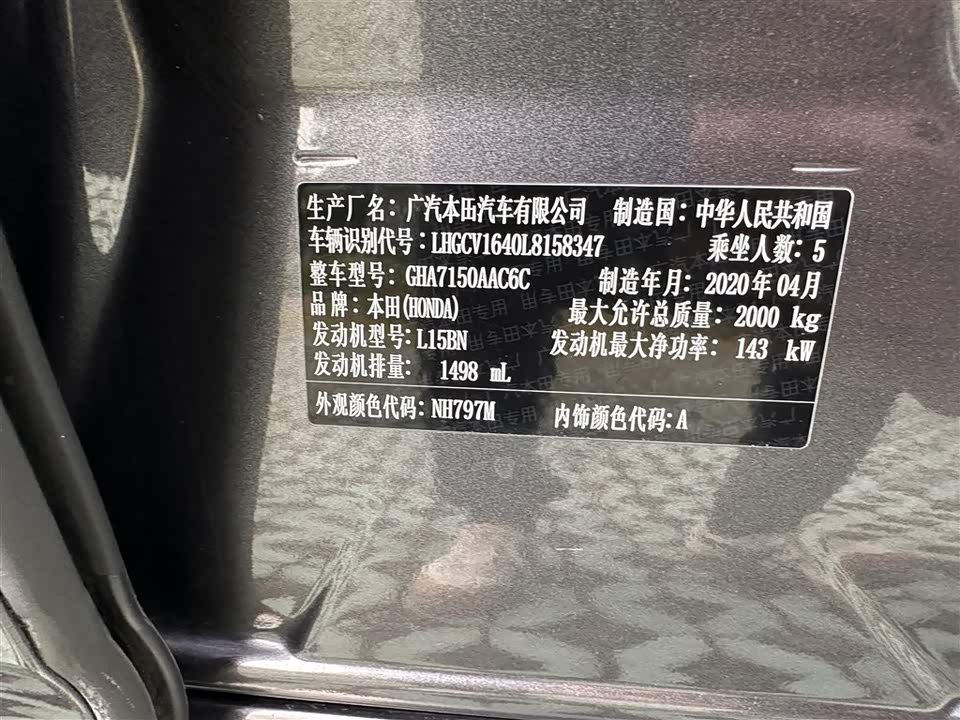 生产厂名：广汽本田汽车有限公司 制造国：中华人民共和国
车辆识别代号：LHGCV1640L8158347 乘坐人数：5
整车型号：GHA7150AAC6C 制造年月：2020年04月
品牌：本田(HONDA) 最大允许总质量：2000 kg
发动机型号：L15BN 发动机最大净功率：143 kW
发动机排量：1498 mL
外观颜色代码：NH797M 内饰颜色代码：A